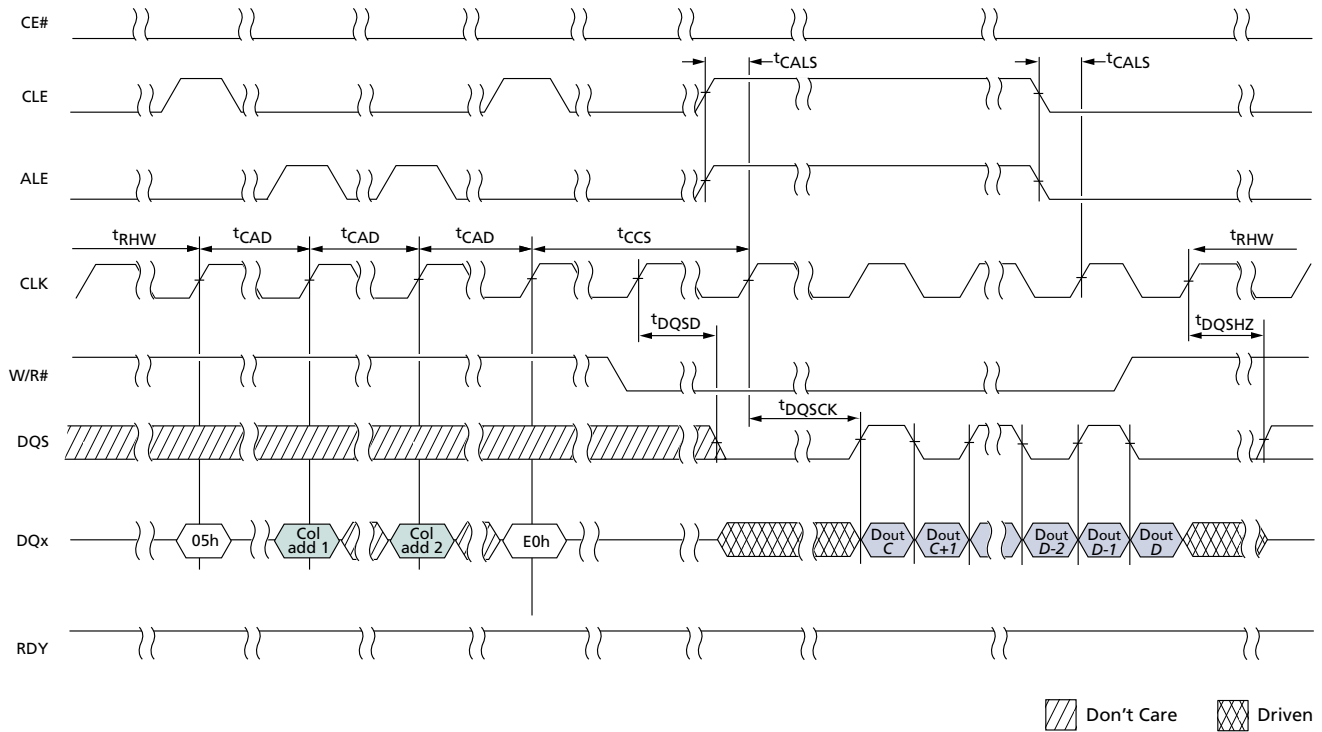 CE#
tCALS tCALS
CLE
ALE
tRHW tCAD tCAD tCAD tCCS tRHW
CLK
tDQSD tDQSHZ
W/R#
tDQSCK
DQS
DQx 05h Col add 1 Col add 2 E0h Dout C Dout C+1 Dout D-2 Dout D-1 Dout D
RDY
Don't Care Driven